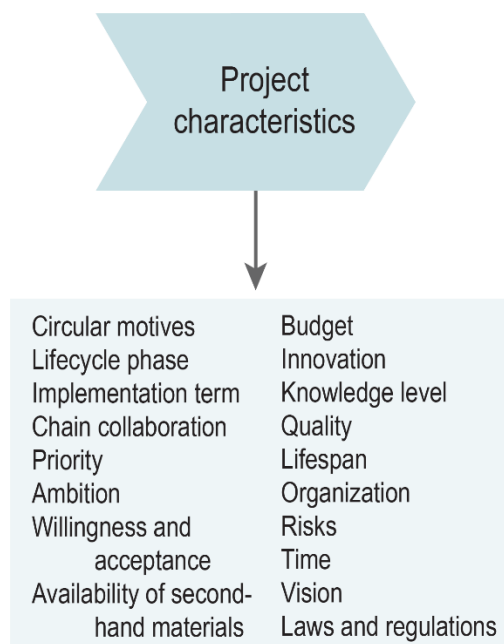 Project
characteristics
Circular motives
Lifecycle phase
Implementation term
Chain collaboration
Priority
Ambition
Willingness and
acceptance
Availability of second-
hand materials
Budget
Innovation
Knowledge level
Quality
Lifespan
Organization
Risks
Time
Vision
Laws and regulations